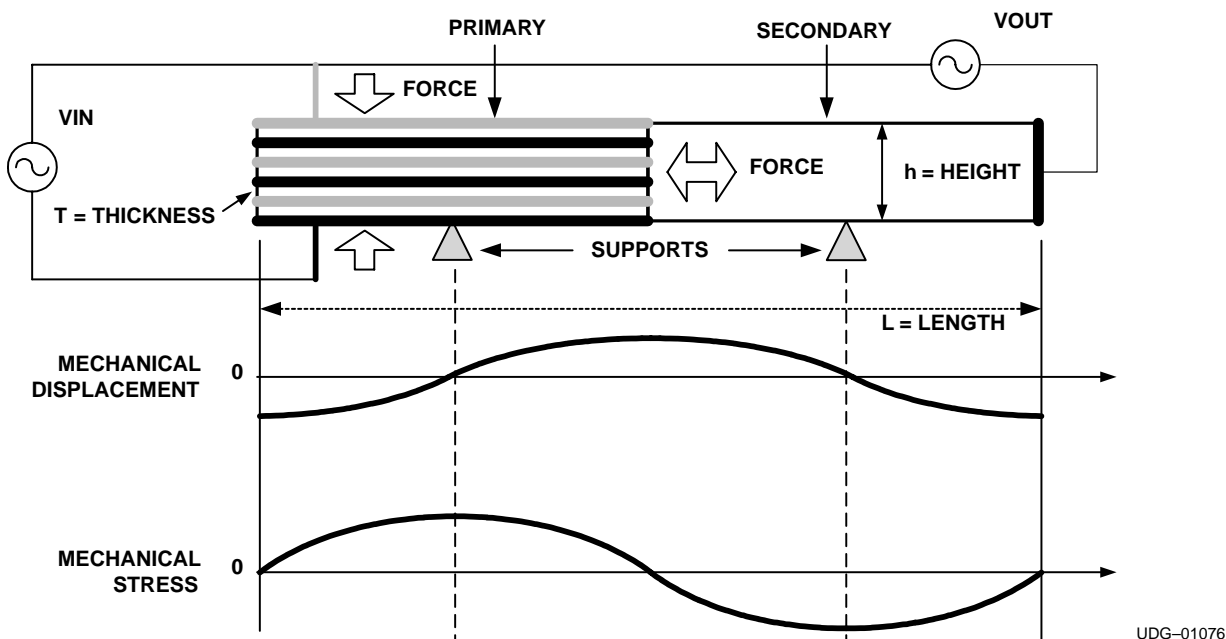 PRIMARY
SECONDARY
VOUT
FORCE
VIN
FORCE
h = HEIGHT
T = THICKNESS
SUPPORTS
L = LENGTH
MECHANICAL
DISPLACEMENT
0
MECHANICAL
STRESS
0
UDG–01076